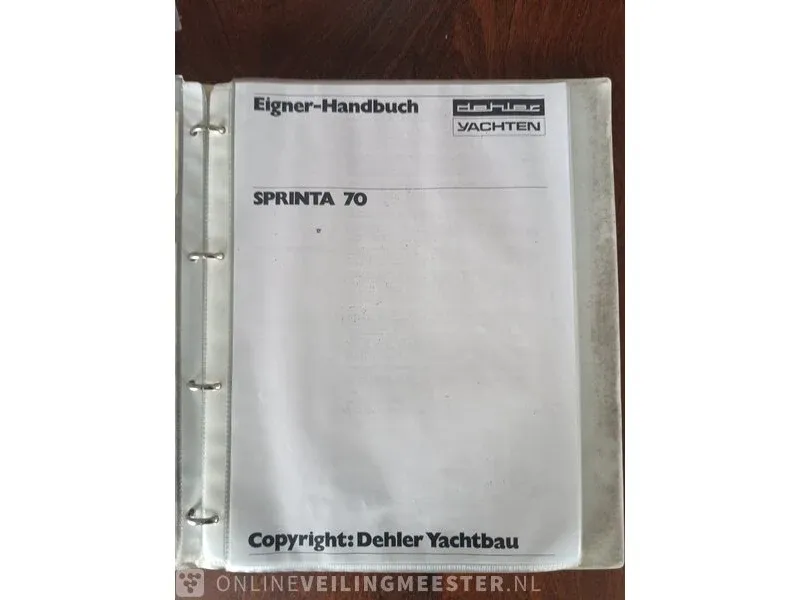 Eigner-Handbuch
dehler
YACHTEN
SPRINTA 70
Copyright: Dehler Yachtbau
ONLINEVEILINGMEESTER.NL